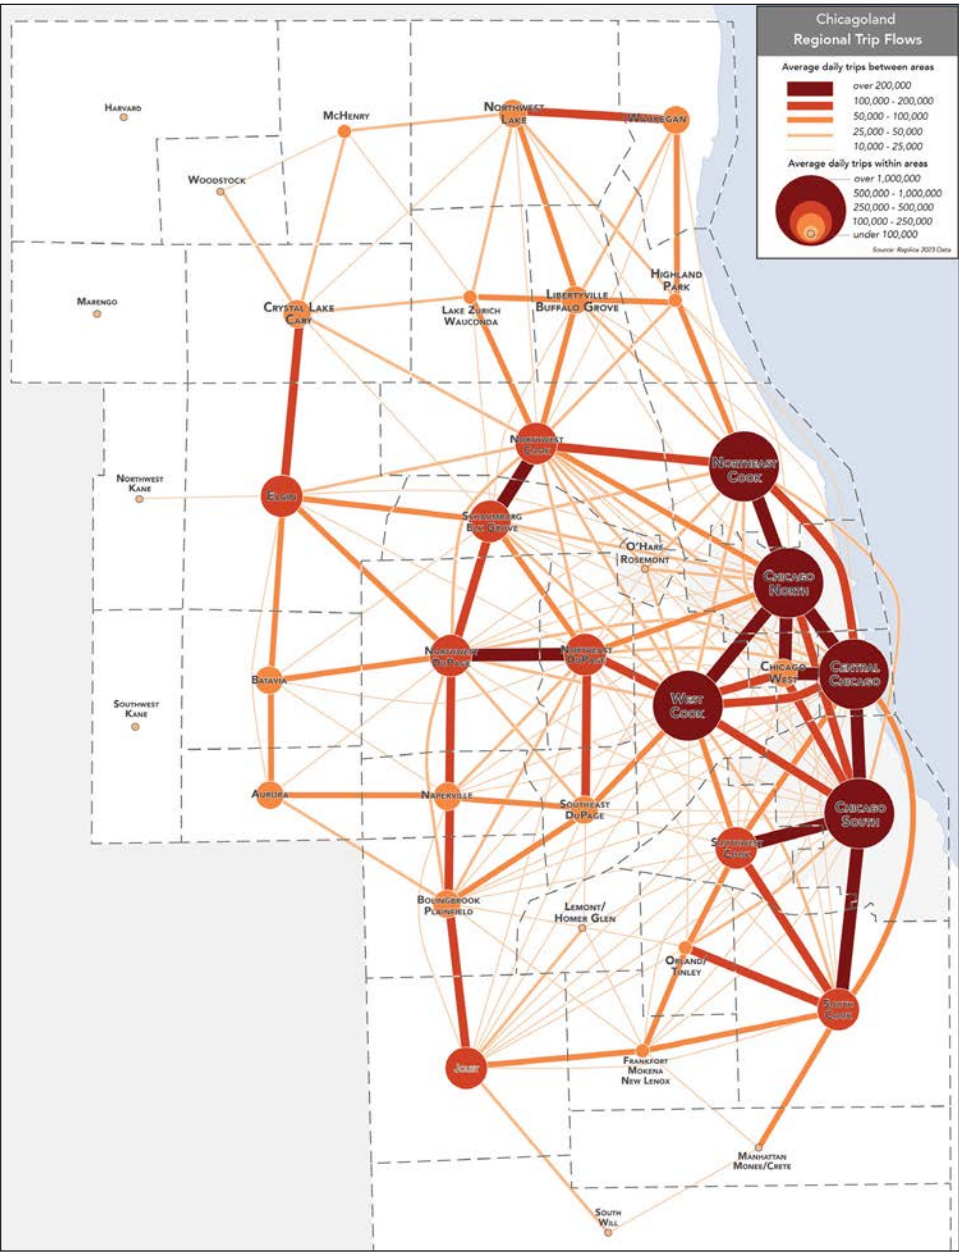 Chicagoland
Regional Trip Flows
Average daily trips between areas
over 200,000
100,000 - 200,000
50,000 - 100,000
25,000 - 50,000
10,000 - 25,000
Average daily trips within areas
over 1,000,000
500,000 - 1,000,000
250,000 - 500,000
100,000 - 250,000
under 100,000
Source: Replica 2023 Data
Harvard
McHenry
Northwest
Lake
Waukegan
Woodstock
Marengo
Crystal Lake
Cary
Lake Zurich
Wauconda
Libertyville
Buffalo Grove
Highland
Park
Northwest
Cook
Northeast
Cook
Northwest
Kane
Elgin
Schaumburg
Elk Grove
O'Hare
Rosemont
Chicago
North
Northwest
DuPage
Northeast
DuPage
Chicago
West
Central
Chicago
Batavia
West
Cook
Southwest
Kane
Aurora
Naperville
Southeast
DuPage
Chicago
South
Southwest
Cook
Bolingbrook
Plainfield
Lemont/
Homer Glen
Orland/
Tinley
South
Cook
Joliet
Frankfort
Mokena
New Lenox
Manhattan
Monee/Crete
South
Will